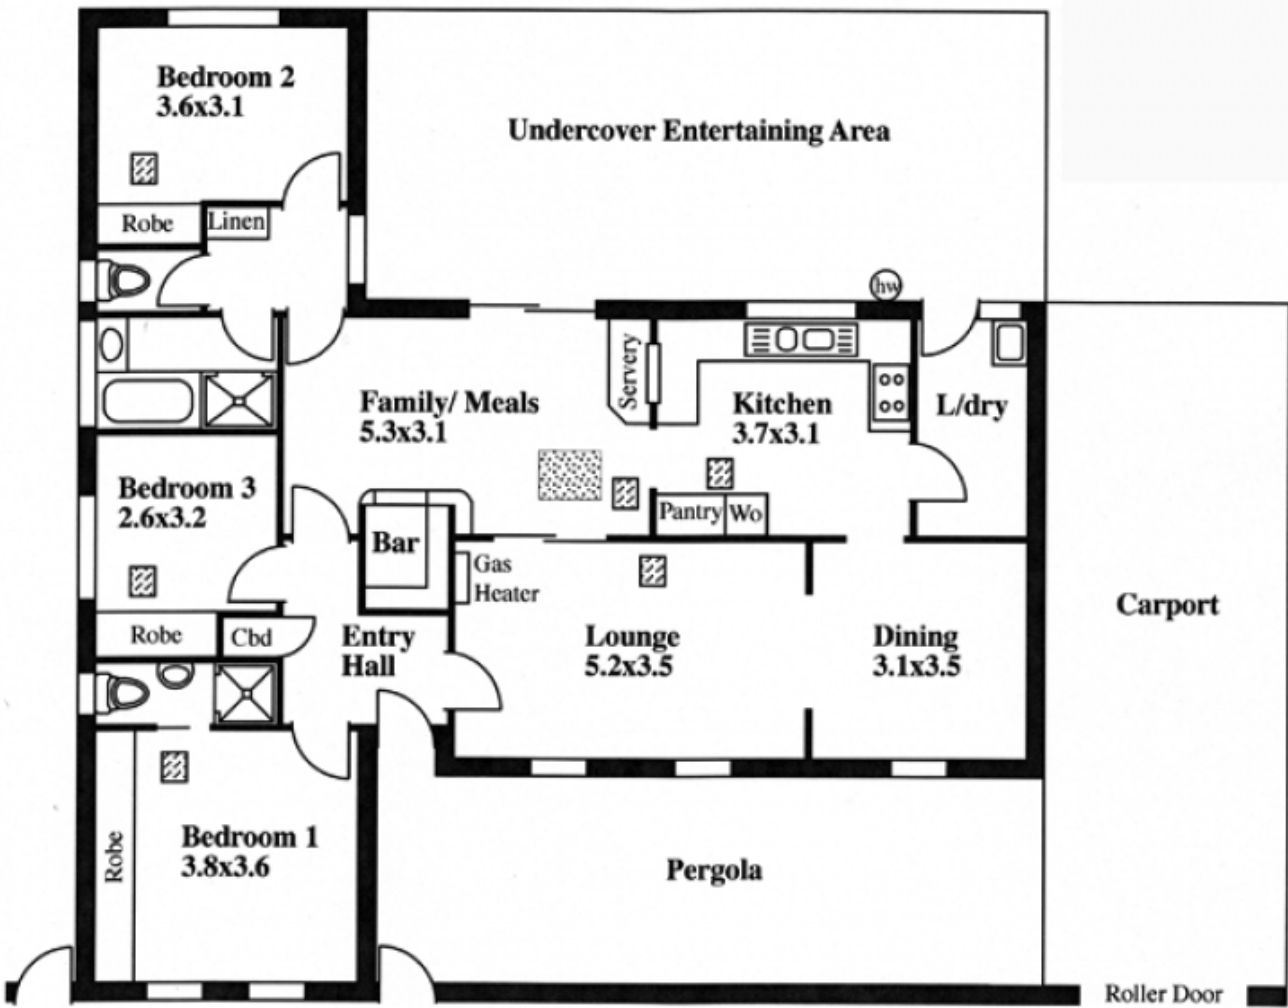 Bedroom 2
3.6x3.1
Undercover Entertaining Area
Robe
Linen
hw
Servery
Family/ Meals
5.3x3.1
Kitchen
3.7x3.1
L/dry
Bedroom 3
2.6x3.2
Pantry
Wo
Bar
Gas
Heater
Robe
Cbd
Entry
Hall
Lounge
5.2x3.5
Dining
3.1x3.5
Carport
Robe
Bedroom 1
3.8x3.6
Pergola
Roller Door